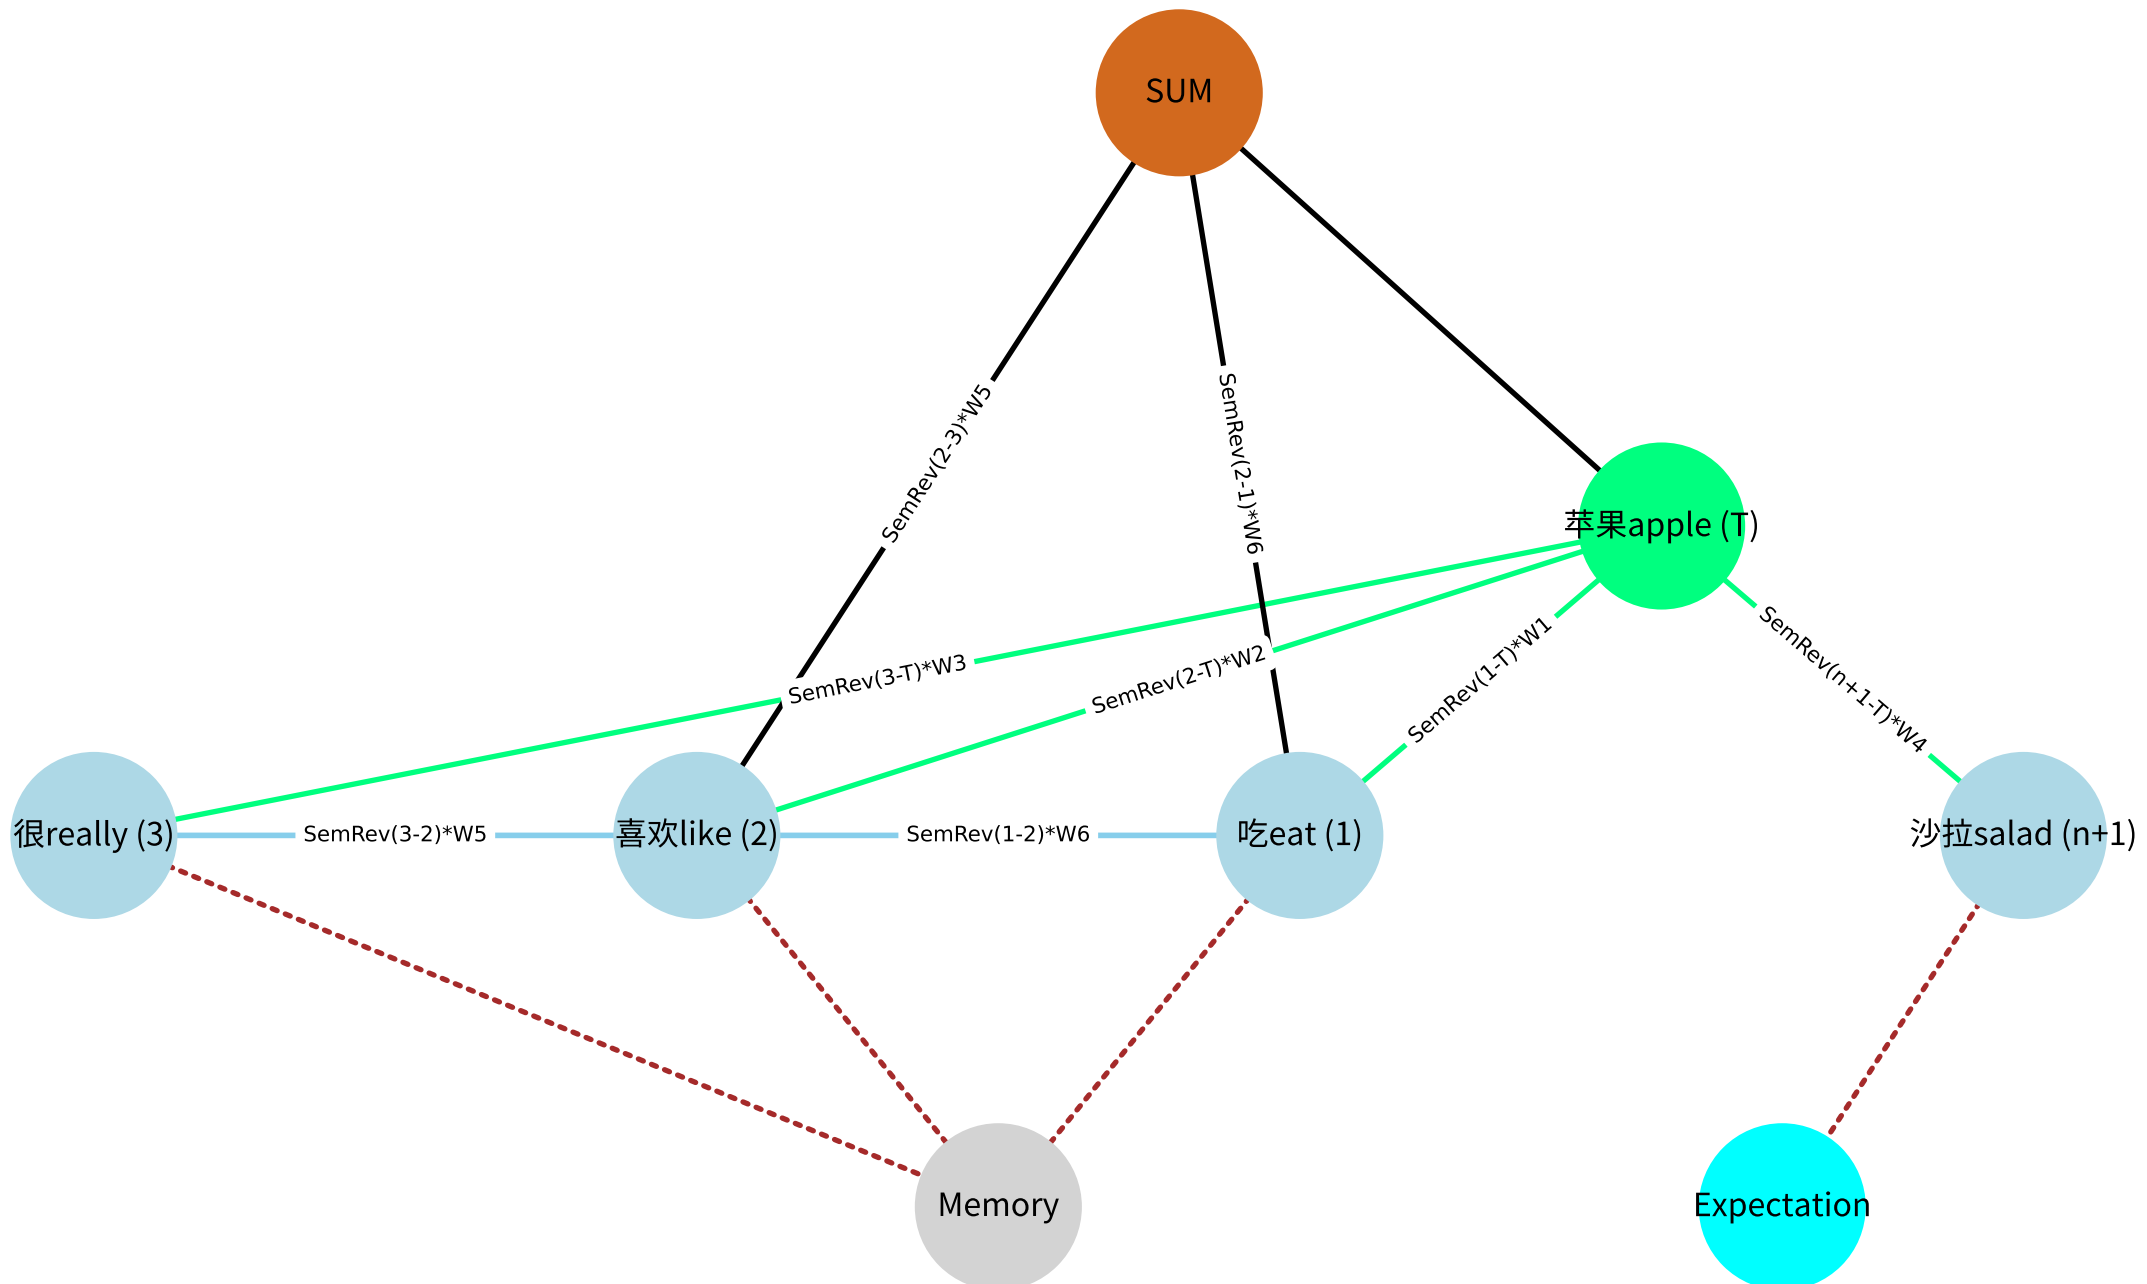 SUM
SemRev(2-3)*W5
SemRev(2-1)*W6
苹果apple (T)
SemRev(3-T)*W3
SemRev(2-T)*W2
SemRev(1-T)*W1
SemRev(n+1-T)*W4
很really (3)
SemRev(3-2)*W5
喜欢like (2)
SemRev(1-2)*W6
吃eat (1)
沙拉salad (n+1)
Memory
Expectation